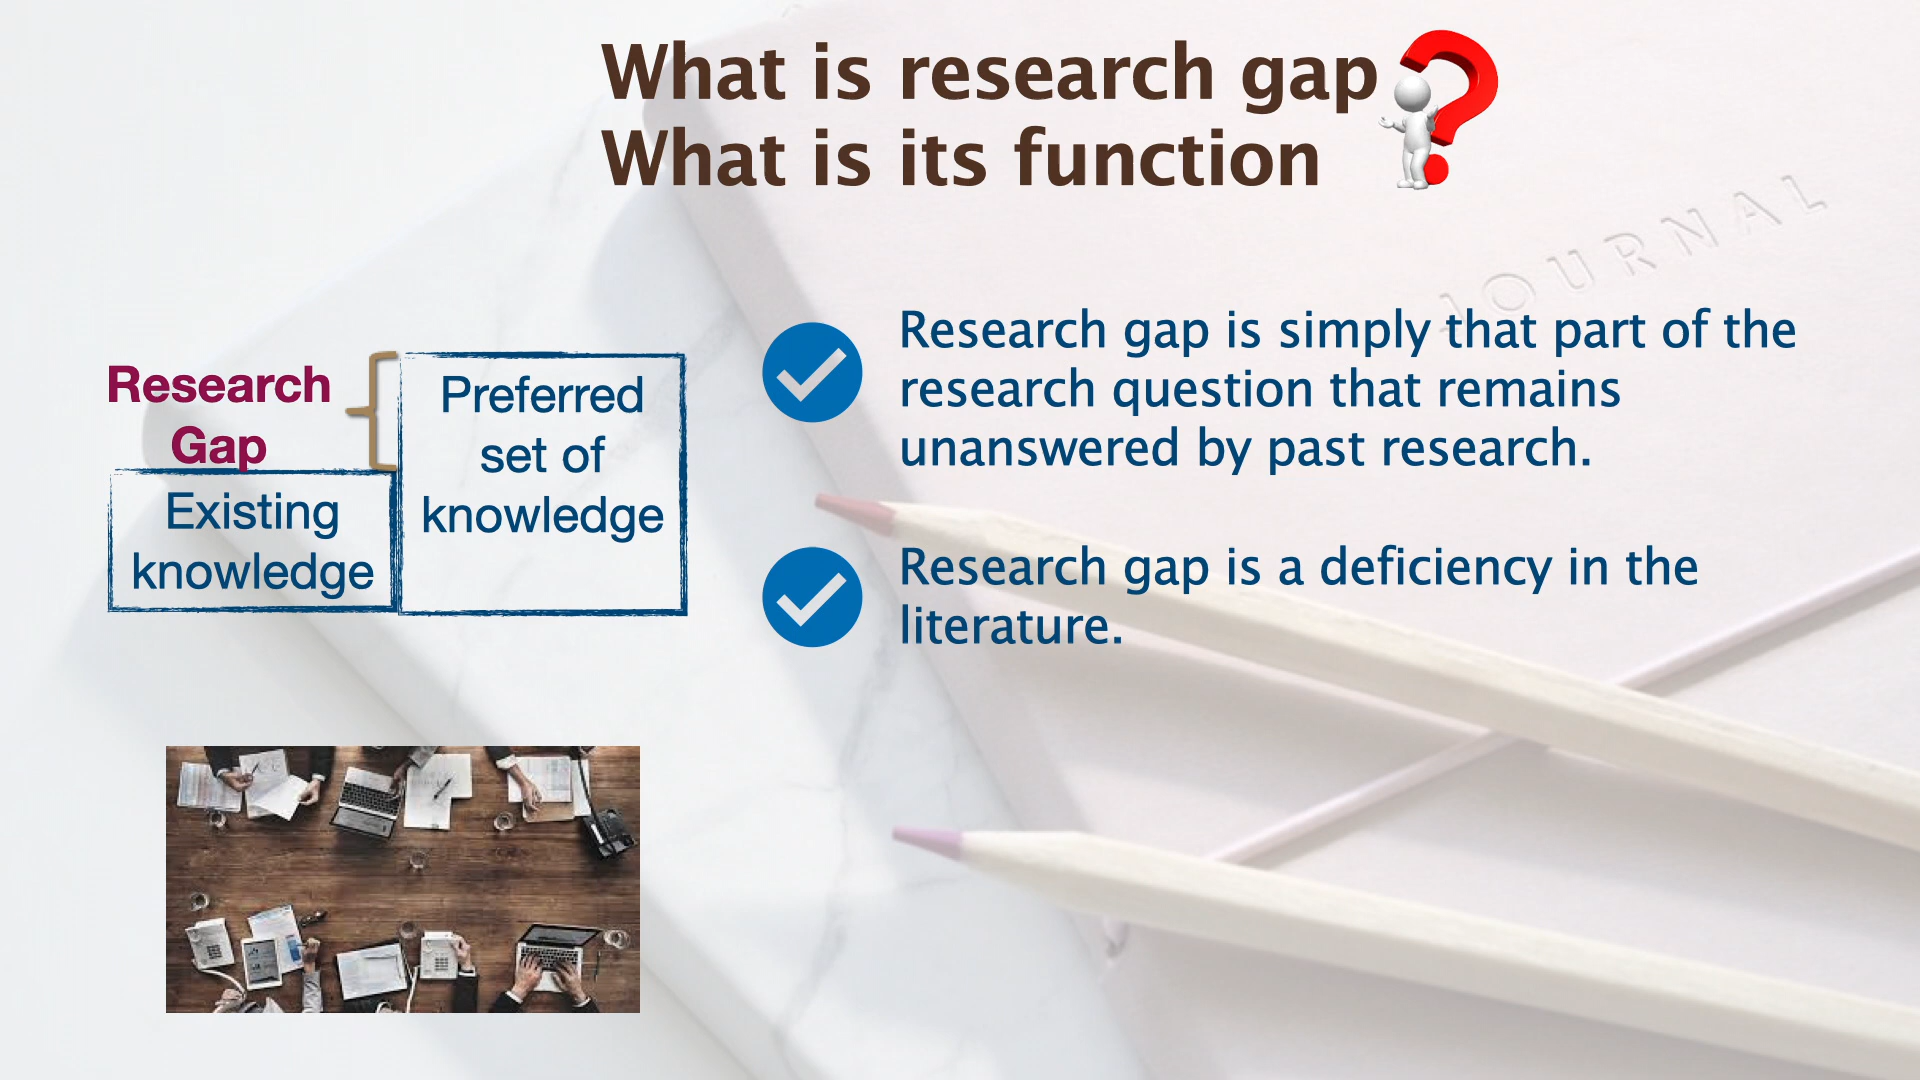 What is research gap
What is its function
JOURNAL
Research
Gap
Existing
knowledge
Preferred
set of
knowledge
Research gap is simply that part of the
research question that remains
unanswered by past research.
Research gap is a deficiency in the
literature.